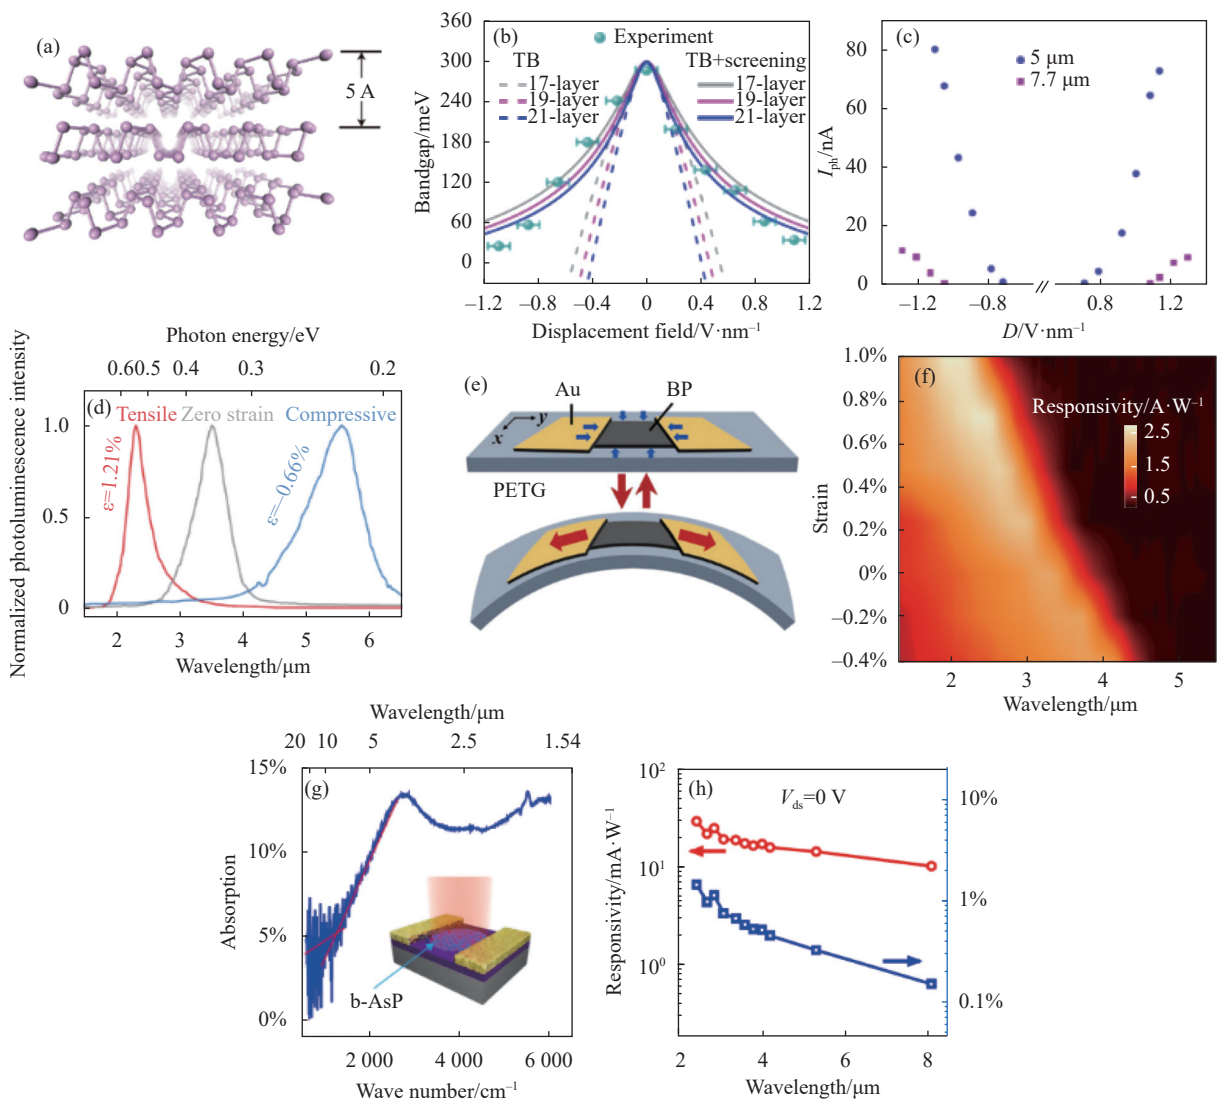 (a)
5 A
(b)
Experiment
TB
TB+screening
17-layer
19-layer
21-layer
17-layer
19-layer
21-layer
360
300
240
180
120
60
0
Bandgap/meV
−1.2 −0.8 −0.4 0 0.4 0.8 1.2
Displacement field/V·nm⁻¹
(c)
5 μm
7.7 μm
80
60
40
20
0
Iph/nA
−1.2 −0.8 // 0.8 1.2
D/V·nm⁻¹
Photon energy/eV
0.6 0.5 0.4 0.3 0.2
(d)
Tensile Zero strain Compressive
ε=1.21%
ε=−0.66%
1.0
0.5
0
Normalized photoluminescence intensity
2 3 4 5 6
Wavelength/μm
(e)
Au
BP
x
y
PETG
(f)
Responsivity/A·W⁻¹
2.5
1.5
0.5
1.0%
0.8%
0.6%
0.4%
0.2%
0%
−0.2%
−0.4%
Strain
2 3 4 5
Wavelength/μm
Wavelength/μm
20 10 5 2.5 1.54
(g)
15%
10%
5%
0%
Absorption
b-AsP
2 000 4 000 6 000
Wave number/cm⁻¹
(h)
Vds=0 V
10²
10¹
10⁰
Responsivity/mA·W⁻¹
10%
1%
0.1%
2 4 6 8
Wavelength/μm